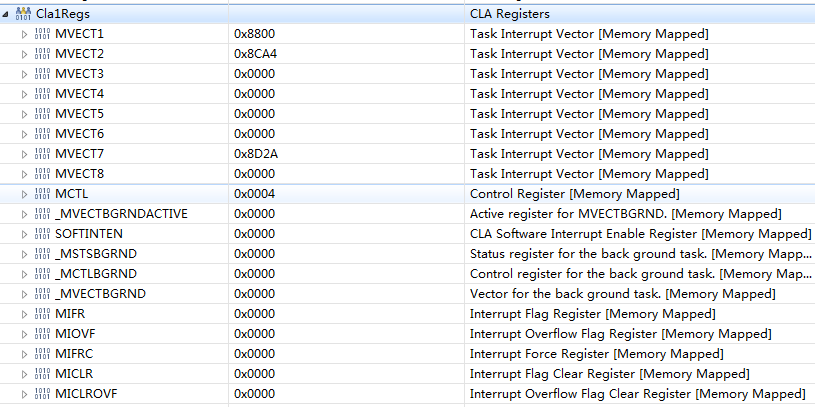 Cla1Regs CLA Registers
MVECT1 0x8800 Task Interrupt Vector [Memory Mapped]
MVECT2 0x8CA4 Task Interrupt Vector [Memory Mapped]
MVECT3 0x0000 Task Interrupt Vector [Memory Mapped]
MVECT4 0x0000 Task Interrupt Vector [Memory Mapped]
MVECT5 0x0000 Task Interrupt Vector [Memory Mapped]
MVECT6 0x0000 Task Interrupt Vector [Memory Mapped]
MVECT7 0x8D2A Task Interrupt Vector [Memory Mapped]
MVECT8 0x0000 Task Interrupt Vector [Memory Mapped]
MCTL 0x0004 Control Register [Memory Mapped]
_MVECTBGRNDACTIVE 0x0000 Active register for MVECTBGRND. [Memory Mapped]
SOFTINTEN 0x0000 CLA Software Interrupt Enable Register [Memory Mapped]
_MSTSBGRND 0x0000 Status register for the back ground task. [Memory Mapp...
_MCTLBGRND 0x0000 Control register for the back ground task. [Memory Map...
_MVECTBGRND 0x0000 Vector for the back ground task. [Memory Mapped]
MIFR 0x0000 Interrupt Flag Register [Memory Mapped]
MIOVF 0x0000 Interrupt Overflow Flag Register [Memory Mapped]
MIFRC 0x0000 Interrupt Force Register [Memory Mapped]
MICLR 0x0000 Interrupt Flag Clear Register [Memory Mapped]
MICLROVF 0x0000 Interrupt Overflow Flag Clear Register [Memory Mapped]